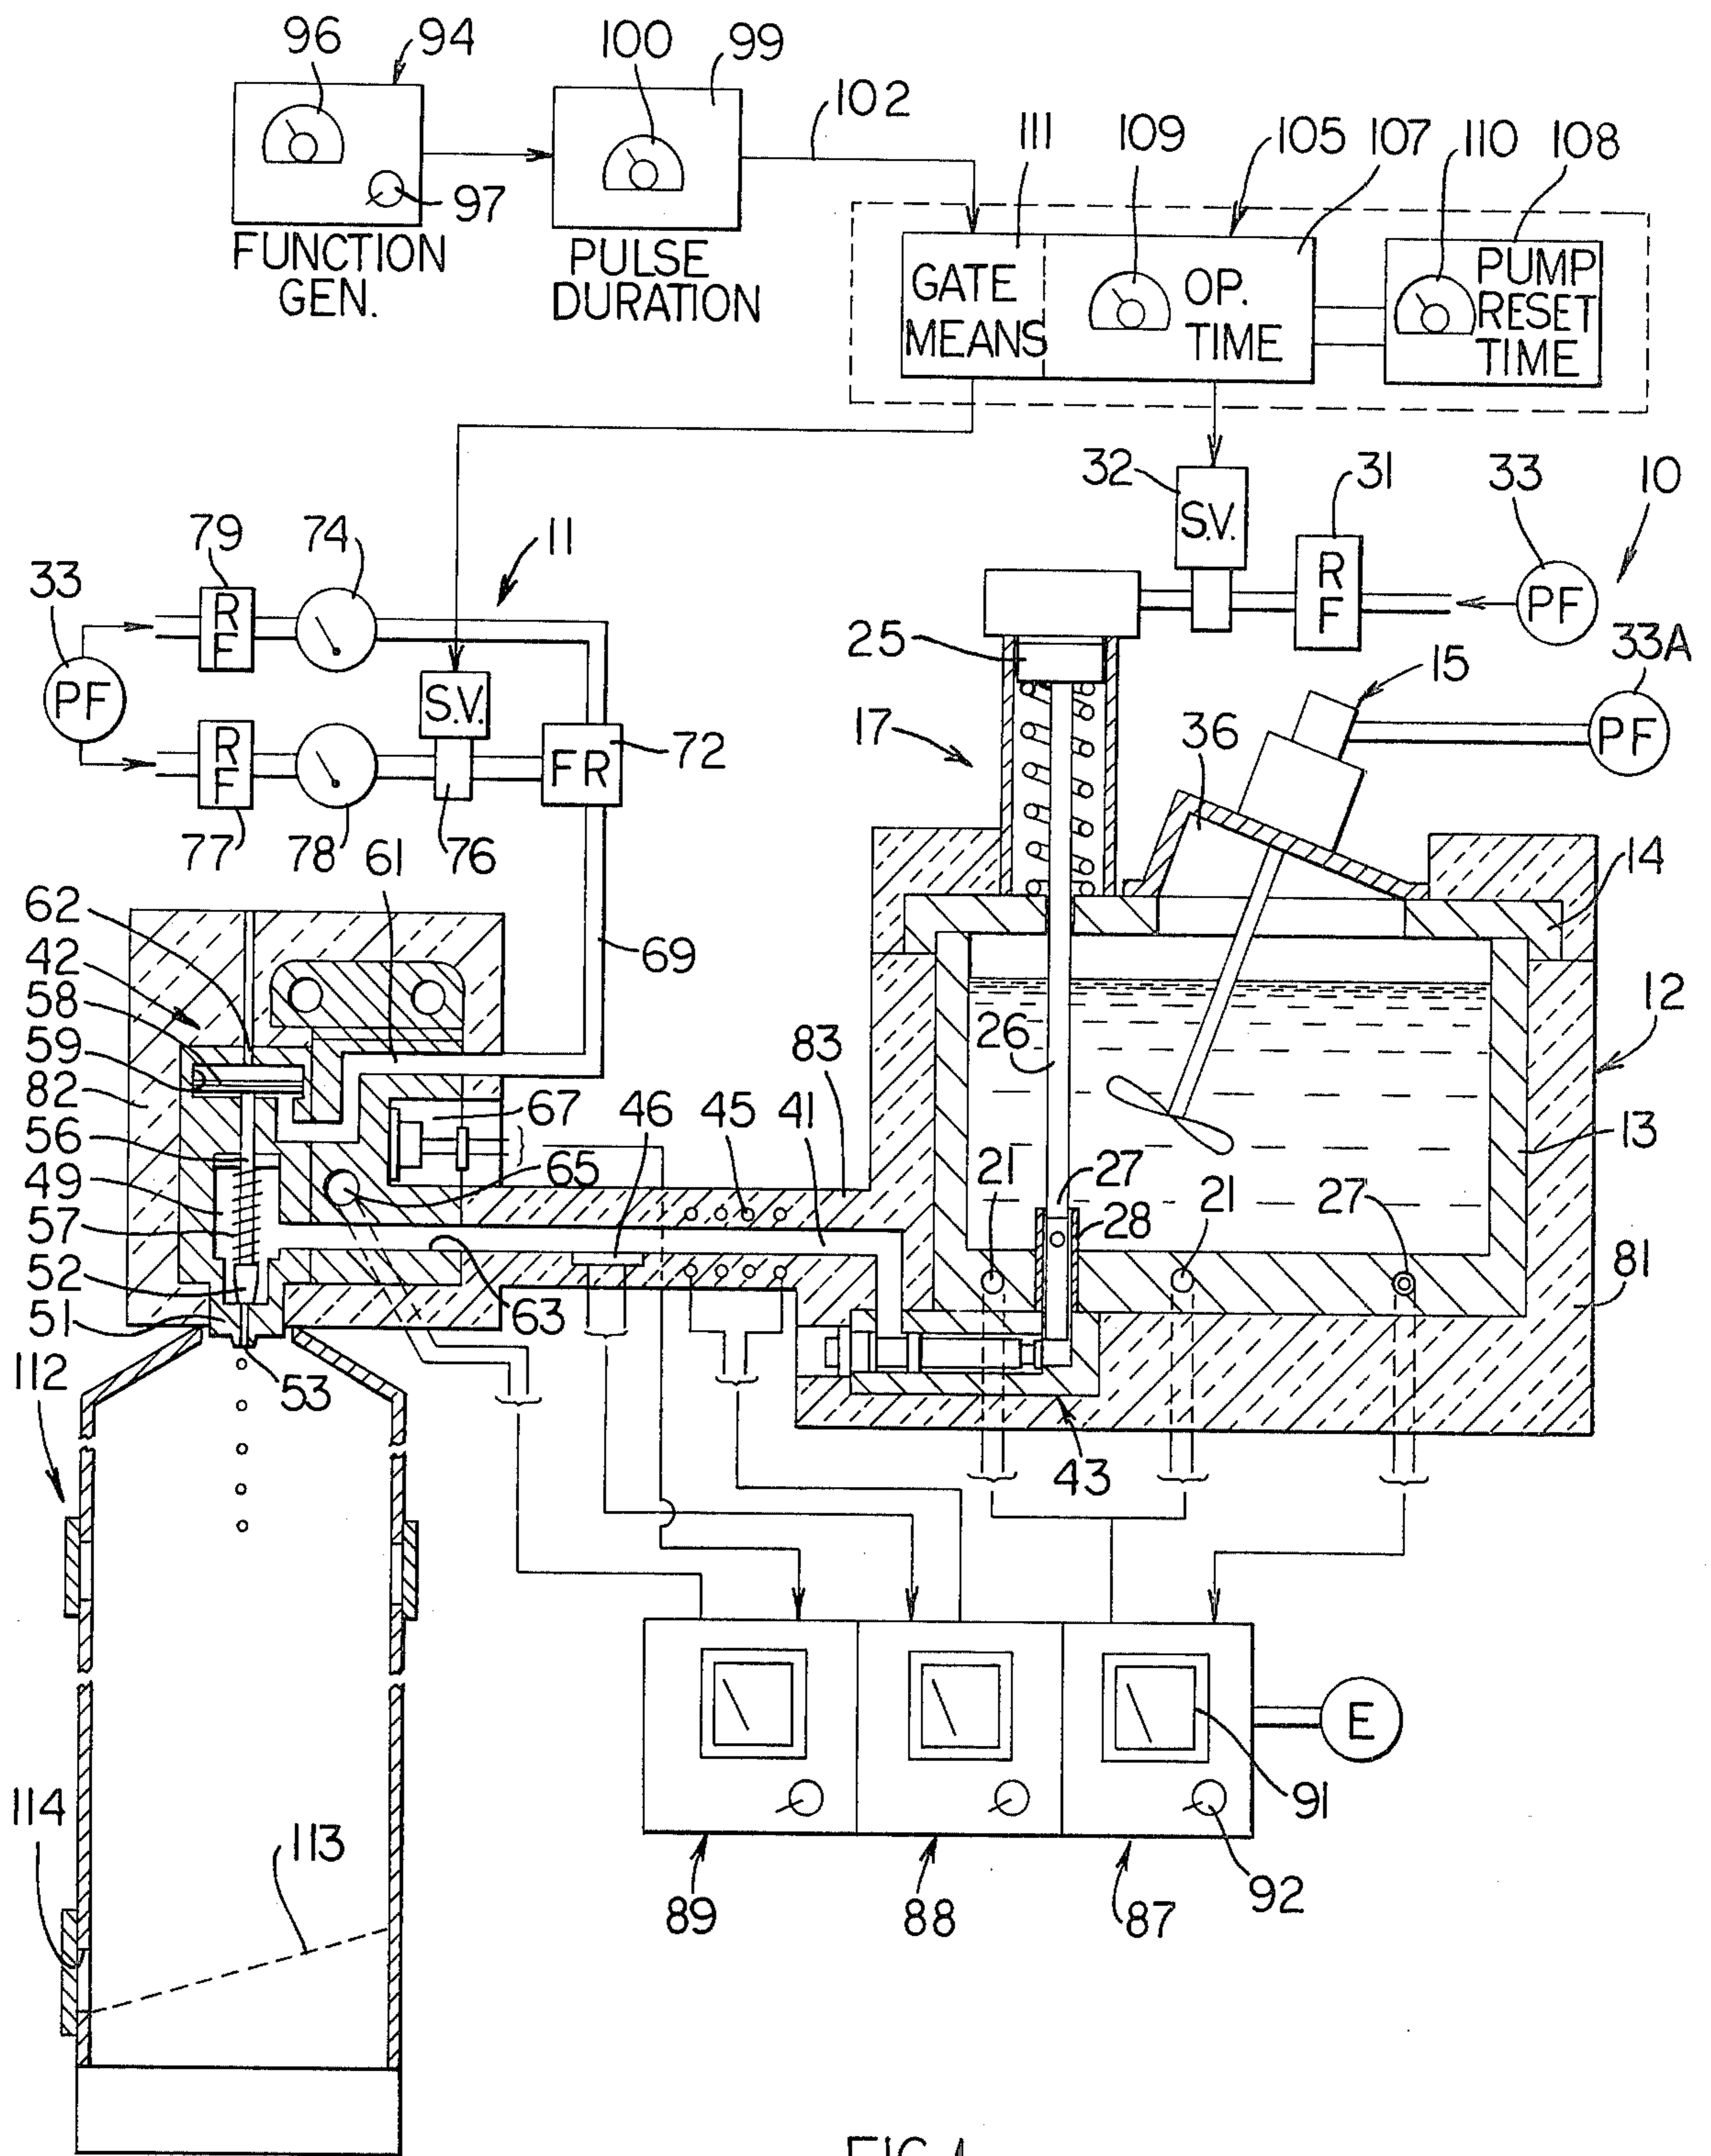 96 94 100 99
102
111 109 105 107 110 108
97
FUNCTION
GEN.
PULSE
DURATION
GATE
MEANS
OP.
TIME
PUMP
RESET
TIME
32 31 33 10
S.V.
R
F
PF
79 74 11
33
R
F
25
33A
15
PF
S.V.
17
36
PF
R
F
FR
72
77 78 76 61
14
62
42
58
59
82
56
49
57
52
51
69
26
12
83
67 46 45 41
13
65
21 27 28 21 27
81
63
112
53
43
E
91
114
113
92
89 88 87
FIG.1